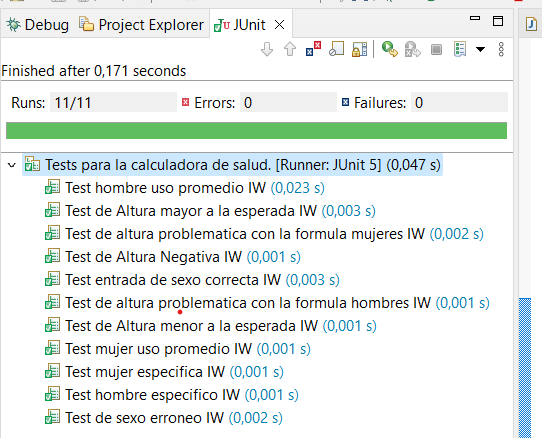 Debug Project Explorer JUnit
Finished after 0,171 seconds
Runs: 11/11 Errors: 0 Failures: 0
Tests para la calculadora de salud. [Runner: JUnit 5] (0,047 s)
Test hombre uso promedio IW (0,023 s)
Test de Altura mayor a la esperada IW (0,003 s)
Test de altura problematica con la formula mujeres IW (0,002 s)
Test de Altura Negativa IW (0,001 s)
Test entrada de sexo correcta IW (0,003 s)
Test de altura problematica con la formula hombres IW (0,001 s)
Test de Altura menor a la esperada IW (0,001 s)
Test mujer uso promedio IW (0,001 s)
Test mujer especifica IW (0,001 s)
Test hombre especifico IW (0,001 s)
Test de sexo erroneo IW (0,002 s)